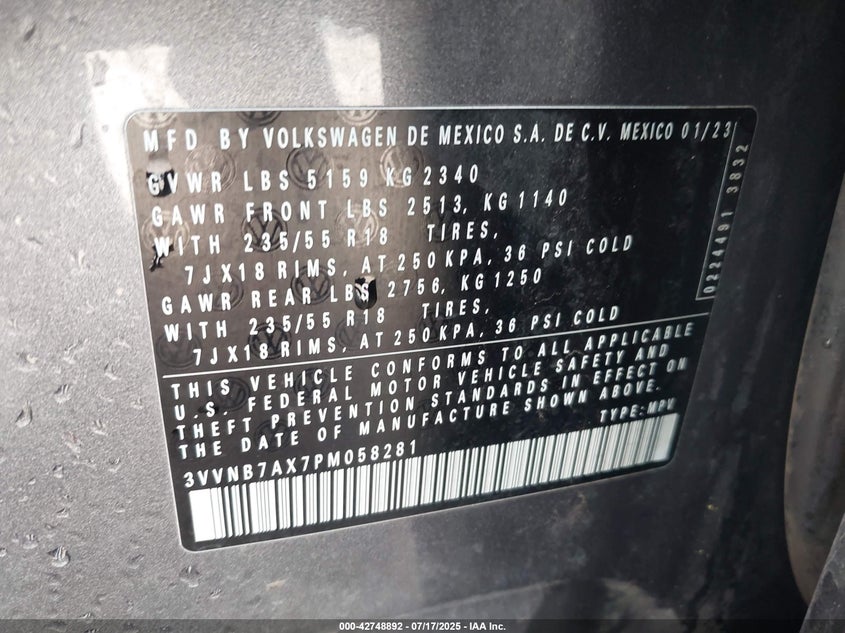 MFD BY VOLKSWAGEN DE MEXICO S.A. DE C.V. MEXICO 01/23
GVWR LBS 5159 KG 2340
GAWR FRONT LBS 2513, KG 1140
WITH 235/55 R18 TIRES,
7JX18 RIMS, AT 250 KPA, 36 PSI COLD
GAWR REAR LBS 2756, KG 1250
WITH 235/55 R18 TIRES,
7JX18 RIMS, AT 250 KPA, 36 PSI COLD
0224491 3832
THIS VEHICLE CONFORMS TO ALL APPLICABLE
U.S. FEDERAL MOTOR VEHICLE SAFETY AND
THEFT PREVENTION STANDARDS IN EFFECT ON
THE DATE OF MANUFACTURE SHOWN ABOVE.
TYPE: MPV
3VVNB7AX7PM058281
000-42748892 - 07/17/2025 - IAA Inc.